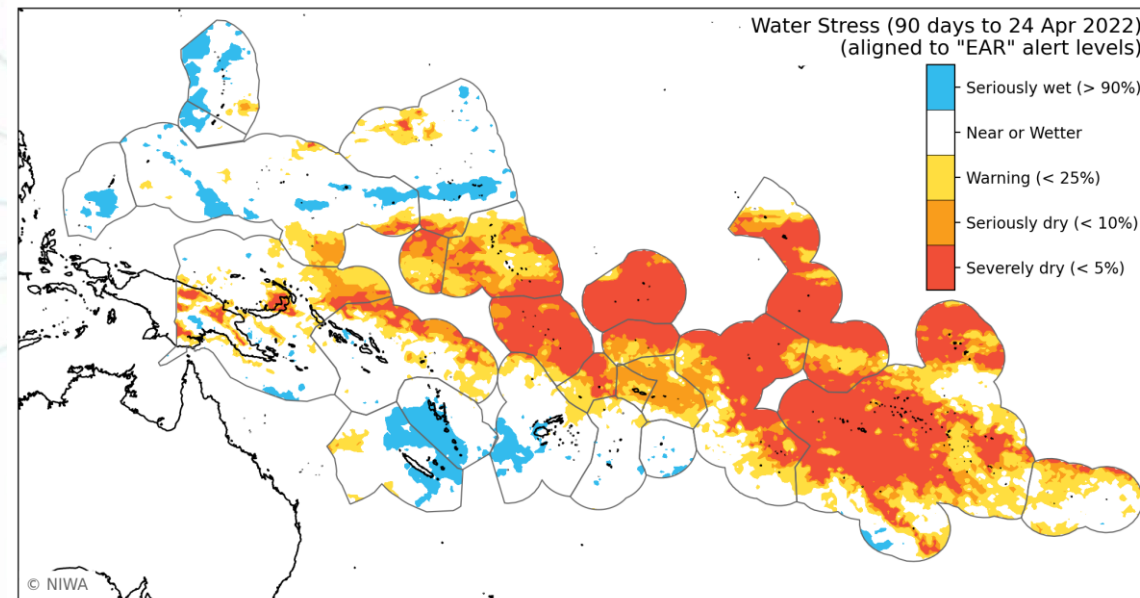 Water Stress (90 days to 24 Apr 2022)
(aligned to "EAR" alert levels)
Seriously wet (> 90%)
Near or Wetter
Warning (< 25%)
Seriously dry (< 10%)
Severely dry (< 5%)
© NIWA